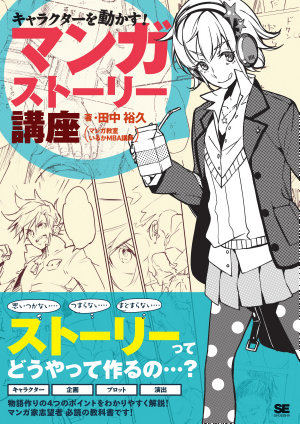 キャラクターを動かす!
マンガ
ストーリー
講座
著・田中 裕久
マンガ教室
いるかMBA講師
思いつかない…
つまらない…
まとまらない…
ストーリーって
どうやって作るの…?
キャラクター
企画
プロット
演出
物語作りの4つのポイントをわかりやすく解説!
マンガ家志望者 必読の教科書です!
SE
SHOEISHA